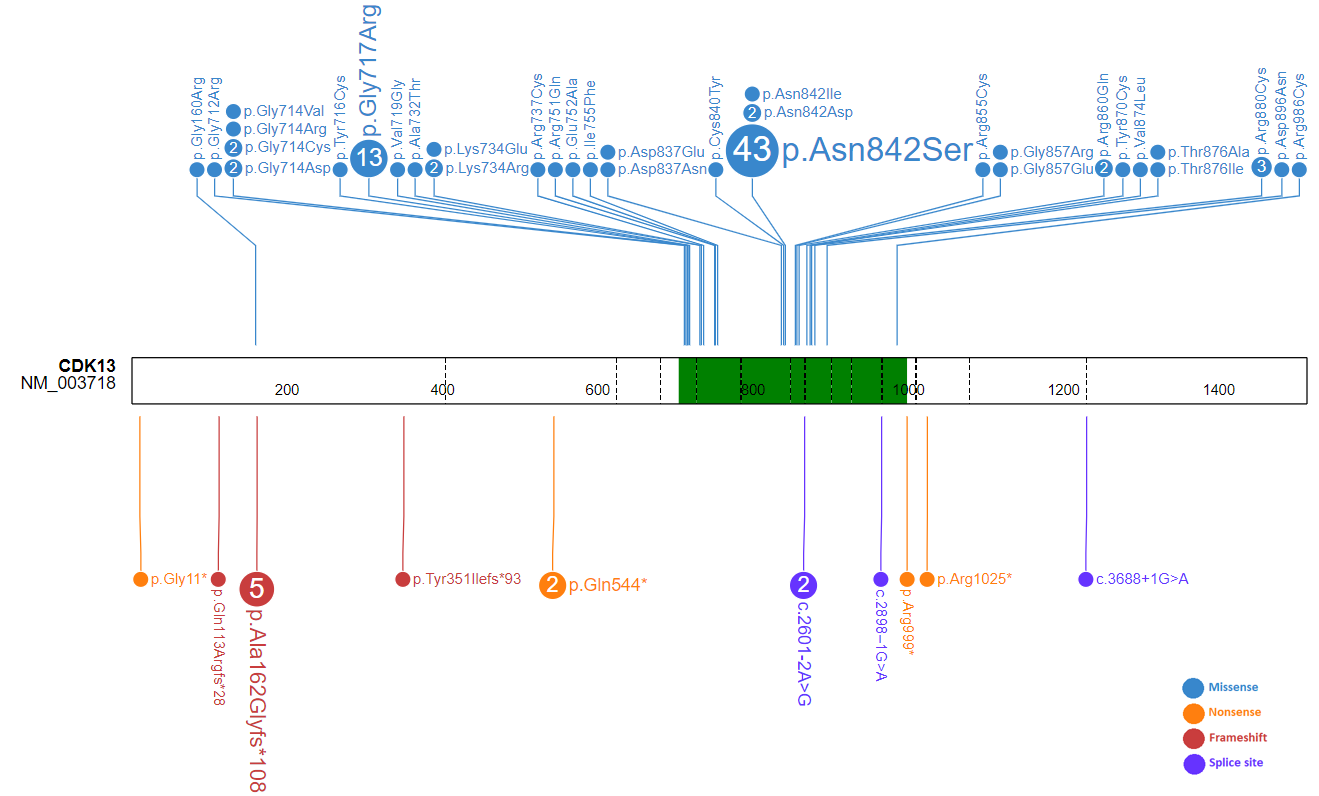 p.Gly160Arg
p.Gly712Arg
p.Gly714Val
p.Gly714Arg
2 p.Gly714Cys
2 p.Gly714Asp
p.Tyr716Cys
13 p.Gly717Arg
p.Val719Gly
p.Ala732Thr
p.Lys734Glu
2 p.Lys734Arg
p.Arg737Cys
p.Arg751Gln
p.Glu752Ala
p.Ile755Phe
p.Asp837Glu
p.Asp837Asn
p.Cys840Tyr
p.Asn842Ile
2 p.Asn842Asp
43 p.Asn842Ser
p.Arg855Cys
p.Gly857Arg
p.Gly857Glu
2 p.Arg860Gln
p.Tyr870Cys
p.Val874Leu
p.Thr876Ala
p.Thr876Ile
3 p.Arg880Cys
p.Asp896Asn
p.Arg986Cys
CDK13
NM_003718
200 400 600 800 1000 1200 1400
p.Gly11*
p.Gln113Argfs*28
5 p.Ala162Glyfs*108
p.Tyr351Ilefs*93
2 p.Gln544*
2 c.2601-2A>G
c.2898–1G>A
p.Arg999*
p.Arg1025*
c.3688+1G>A
Missense
Nonsense
Frameshift
Splice site